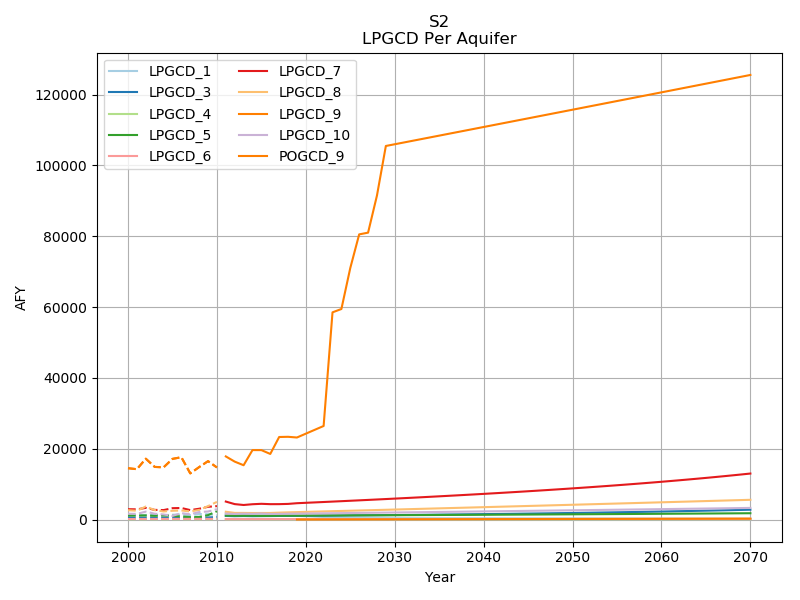 S2
LPGCD Per Aquifer
LPGCD_1
LPGCD_3
LPGCD_4
LPGCD_5
LPGCD_6
LPGCD_7
LPGCD_8
LPGCD_9
LPGCD_10
POGCD_9
120000
100000
80000
60000
40000
20000
0
AFY
2000 2010 2020 2030 2040 2050 2060 2070
Year